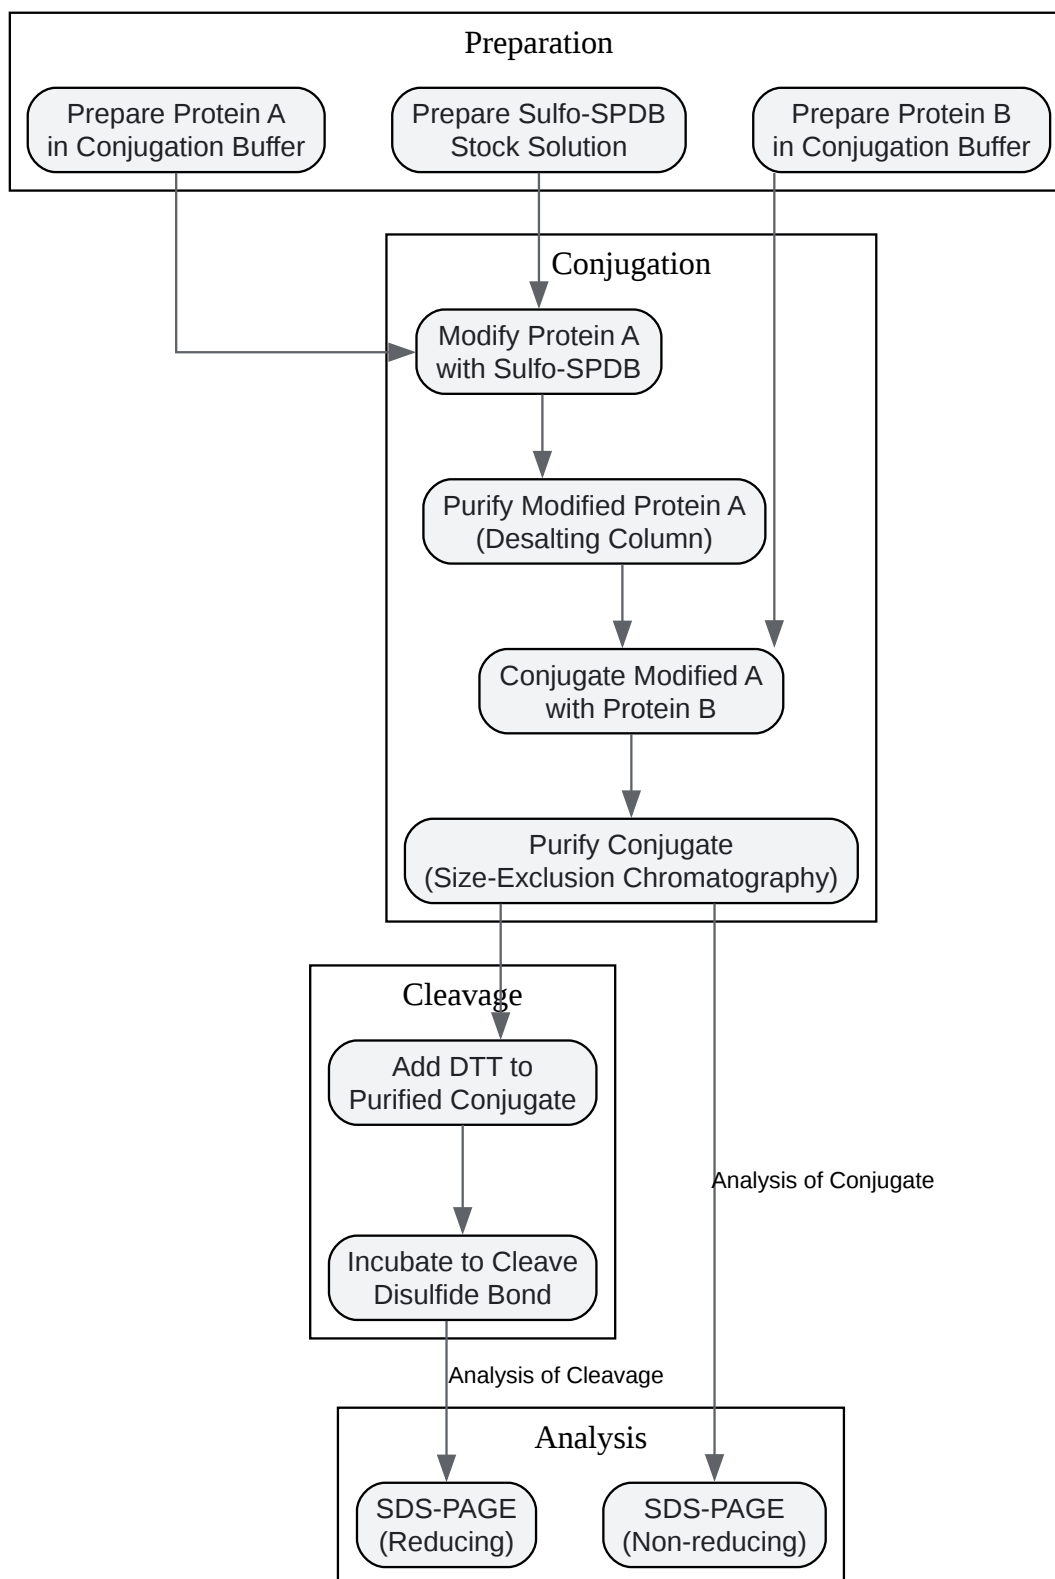 Preparation
Prepare Protein A
in Conjugation Buffer
Prepare Sulfo-SPDB
Stock Solution
Prepare Protein B
in Conjugation Buffer
Conjugation
Modify Protein A
with Sulfo-SPDB
Purify Modified Protein A
(Desalting Column)
Conjugate Modified A
with Protein B
Purify Conjugate
(Size-Exclusion Chromatography)
Cleavage
Add DTT to
Purified Conjugate
Analysis of Conjugate
Incubate to Cleave
Disulfide Bond
Analysis of Cleavage
Analysis
SDS-PAGE
(Reducing)
SDS-PAGE
(Non-reducing)